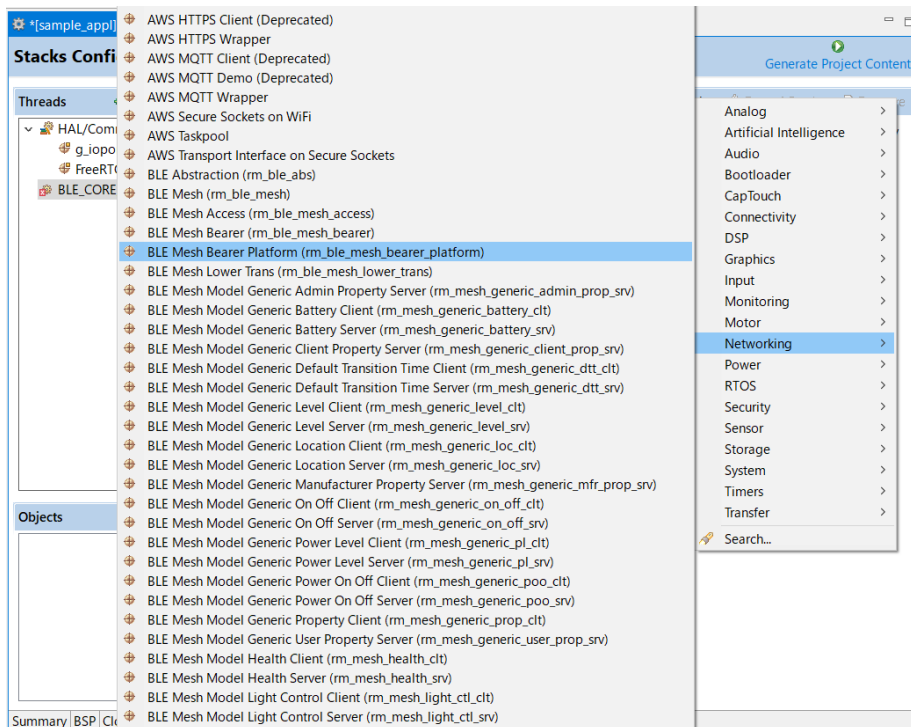 *[sample_appl]
Stacks Confi
Generate Project Content
Threads
HAL/Com
g_iopo
FreeRT
BLE_CORE
Objects
Summary BSP Clo
AWS HTTPS Client (Deprecated)
AWS HTTPS Wrapper
AWS MQTT Client (Deprecated)
AWS MQTT Demo (Deprecated)
AWS MQTT Wrapper
AWS Secure Sockets on WiFi
AWS Taskpool
AWS Transport Interface on Secure Sockets
BLE Abstraction (rm_ble_abs)
BLE Mesh (rm_ble_mesh)
BLE Mesh Access (rm_ble_mesh_access)
BLE Mesh Bearer (rm_ble_mesh_bearer)
BLE Mesh Bearer Platform (rm_ble_mesh_bearer_platform)
BLE Mesh Lower Trans (rm_ble_mesh_lower_trans)
BLE Mesh Model Generic Admin Property Server (rm_mesh_generic_admin_prop_srv)
BLE Mesh Model Generic Battery Client (rm_mesh_generic_battery_clt)
BLE Mesh Model Generic Battery Server (rm_mesh_generic_battery_srv)
BLE Mesh Model Generic Client Property Server (rm_mesh_generic_client_prop_srv)
BLE Mesh Model Generic Default Transition Time Client (rm_mesh_generic_dtt_clt)
BLE Mesh Model Generic Default Transition Time Server (rm_mesh_generic_dtt_srv)
BLE Mesh Model Generic Level Client (rm_mesh_generic_level_clt)
BLE Mesh Model Generic Level Server (rm_mesh_generic_level_srv)
BLE Mesh Model Generic Location Client (rm_mesh_generic_loc_clt)
BLE Mesh Model Generic Location Server (rm_mesh_generic_loc_srv)
BLE Mesh Model Generic Manufacturer Property Server (rm_mesh_generic_mfr_prop_srv)
BLE Mesh Model Generic On Off Client (rm_mesh_generic_on_off_clt)
BLE Mesh Model Generic On Off Server (rm_mesh_generic_on_off_srv)
BLE Mesh Model Generic Power Level Client (rm_mesh_generic_pl_clt)
BLE Mesh Model Generic Power Level Server (rm_mesh_generic_pl_srv)
BLE Mesh Model Generic Power On Off Client (rm_mesh_generic_poo_clt)
BLE Mesh Model Generic Power On Off Server (rm_mesh_generic_poo_srv)
BLE Mesh Model Generic Property Client (rm_mesh_generic_prop_clt)
BLE Mesh Model Generic User Property Server (rm_mesh_generic_user_prop_srv)
BLE Mesh Model Health Client (rm_mesh_health_clt)
BLE Mesh Model Health Server (rm_mesh_health_srv)
BLE Mesh Model Light Control Client (rm_mesh_light_ctl_clt)
BLE Mesh Model Light Control Server (rm_mesh_light_ctl_srv)
Analog
Artificial Intelligence
Audio
Bootloader
CapTouch
Connectivity
DSP
Graphics
Input
Monitoring
Motor
Networking
Power
RTOS
Security
Sensor
Storage
System
Timers
Transfer
Search...